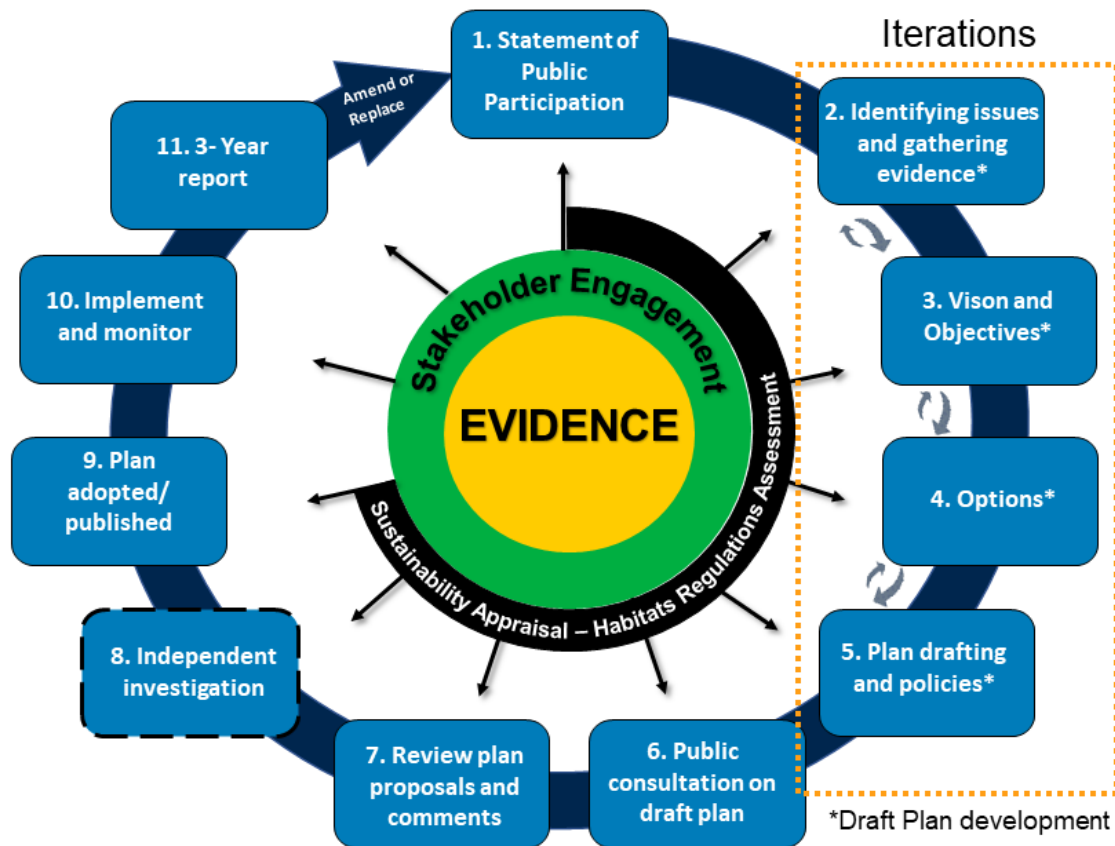 Iterations
1. Statement of
Public
Participation
2. Identifying issues
and gathering
evidence*
3. Vison and
Objectives*
4. Options*
5. Plan drafting
and policies*
*Draft Plan development
6. Public
consultation on
draft plan
7. Review plan
proposals and
comments
8. Independent
investigation
9. Plan
adopted/
published
10. Implement
and monitor
11. 3- Year
report
Amend or
Replace
Stakeholder Engagement
EVIDENCE
Sustainability Appraisal – Habitats Regulations Assessment